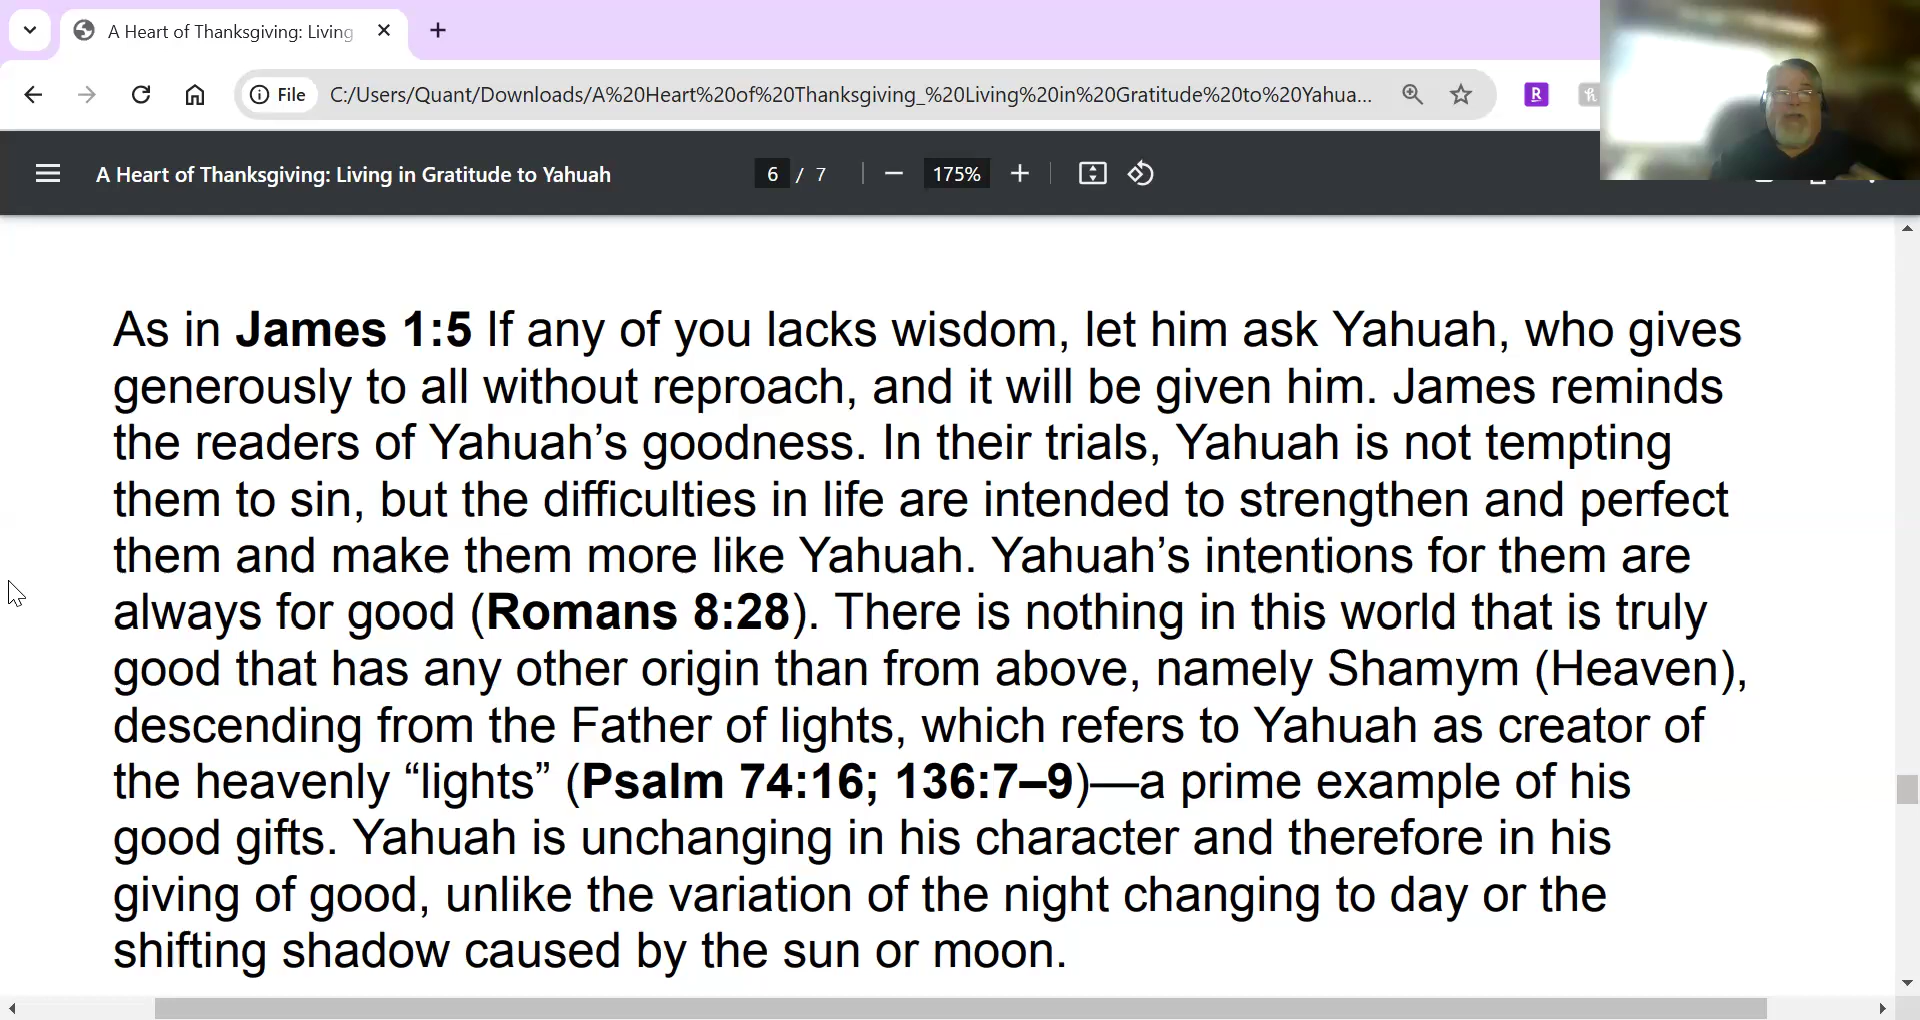 A Heart of Thanksgiving: Living
File C:/Users/Quant/Downloads/A%20Heart%20of%20Thanksgiving_%20Living%20in%20Gratitude%20to%20Yahua...
R
h
A Heart of Thanksgiving: Living in Gratitude to Yahuah 6 / 7 175%
As in James 1:5 If any of you lacks wisdom, let him ask Yahuah, who gives
generously to all without reproach, and it will be given him. James reminds
the readers of Yahuah’s goodness. In their trials, Yahuah is not tempting
them to sin, but the difficulties in life are intended to strengthen and perfect
them and make them more like Yahuah. Yahuah’s intentions for them are
always for good (Romans 8:28). There is nothing in this world that is truly
good that has any other origin than from above, namely Shamym (Heaven),
descending from the Father of lights, which refers to Yahuah as creator of
the heavenly “lights” (Psalm 74:16; 136:7–9)—a prime example of his
good gifts. Yahuah is unchanging in his character and therefore in his
giving of good, unlike the variation of the night changing to day or the
shifting shadow caused by the sun or moon.